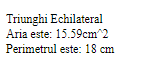 Triunghi Echilateral
Aria este: 15.59cm^2
Perimetrul este: 18 cm